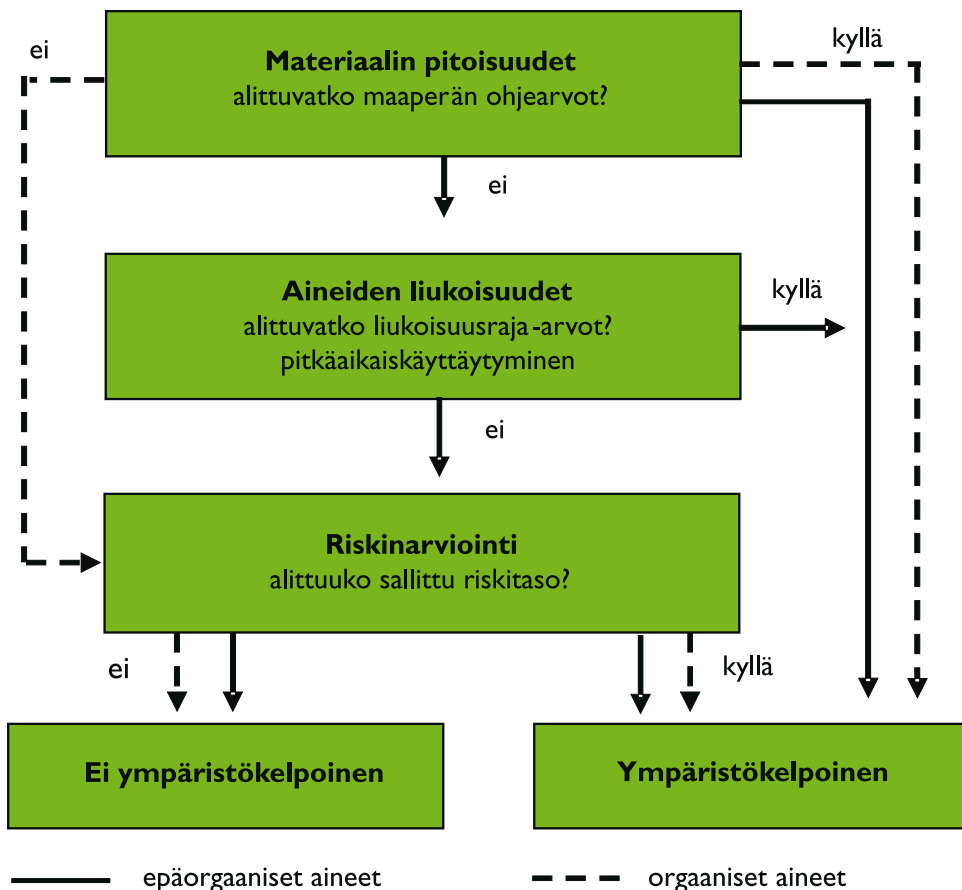 ei
kyllä
Materiaalin pitoisuudet
alittuvatko maaperän ohjearvot?
ei
Aineiden liukoisuudet
alittuvatko liukoisuusraja-arvot?
pitkäaikaiskäyttäytyminen
kyllä
ei
Riskinarviointi
alittuuko sallittu riskitaso?
ei
kyllä
Ei ympäristökelpoinen
Ympäristökelpoinen
epäorgaaniset aineet
orgaaniset aineet